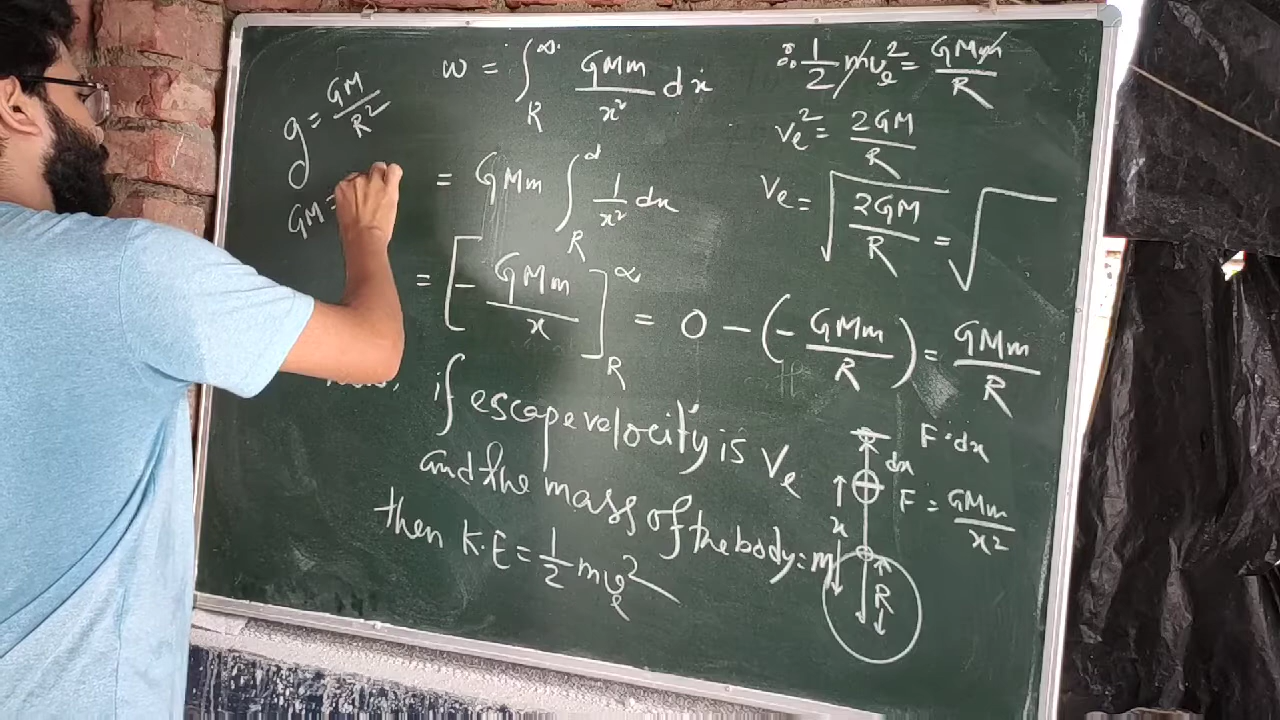 g = GM/R²
GM =
w = ∫_R^∞ GMm/x² dx
= GMm ∫_R^α 1/x² dx
= [- GMm/x]_R^α = 0 - (- GMm/R) = GMm/R
if escape velocity is Ve
and the mass of the body = m
then K.E = 1/2 mve²
∴ 1/2 mve² = GMm/R
Ve² = 2GM/R
Ve = √(2GM/R) = √
F·dx
dx
F = GMm/x²
x
R